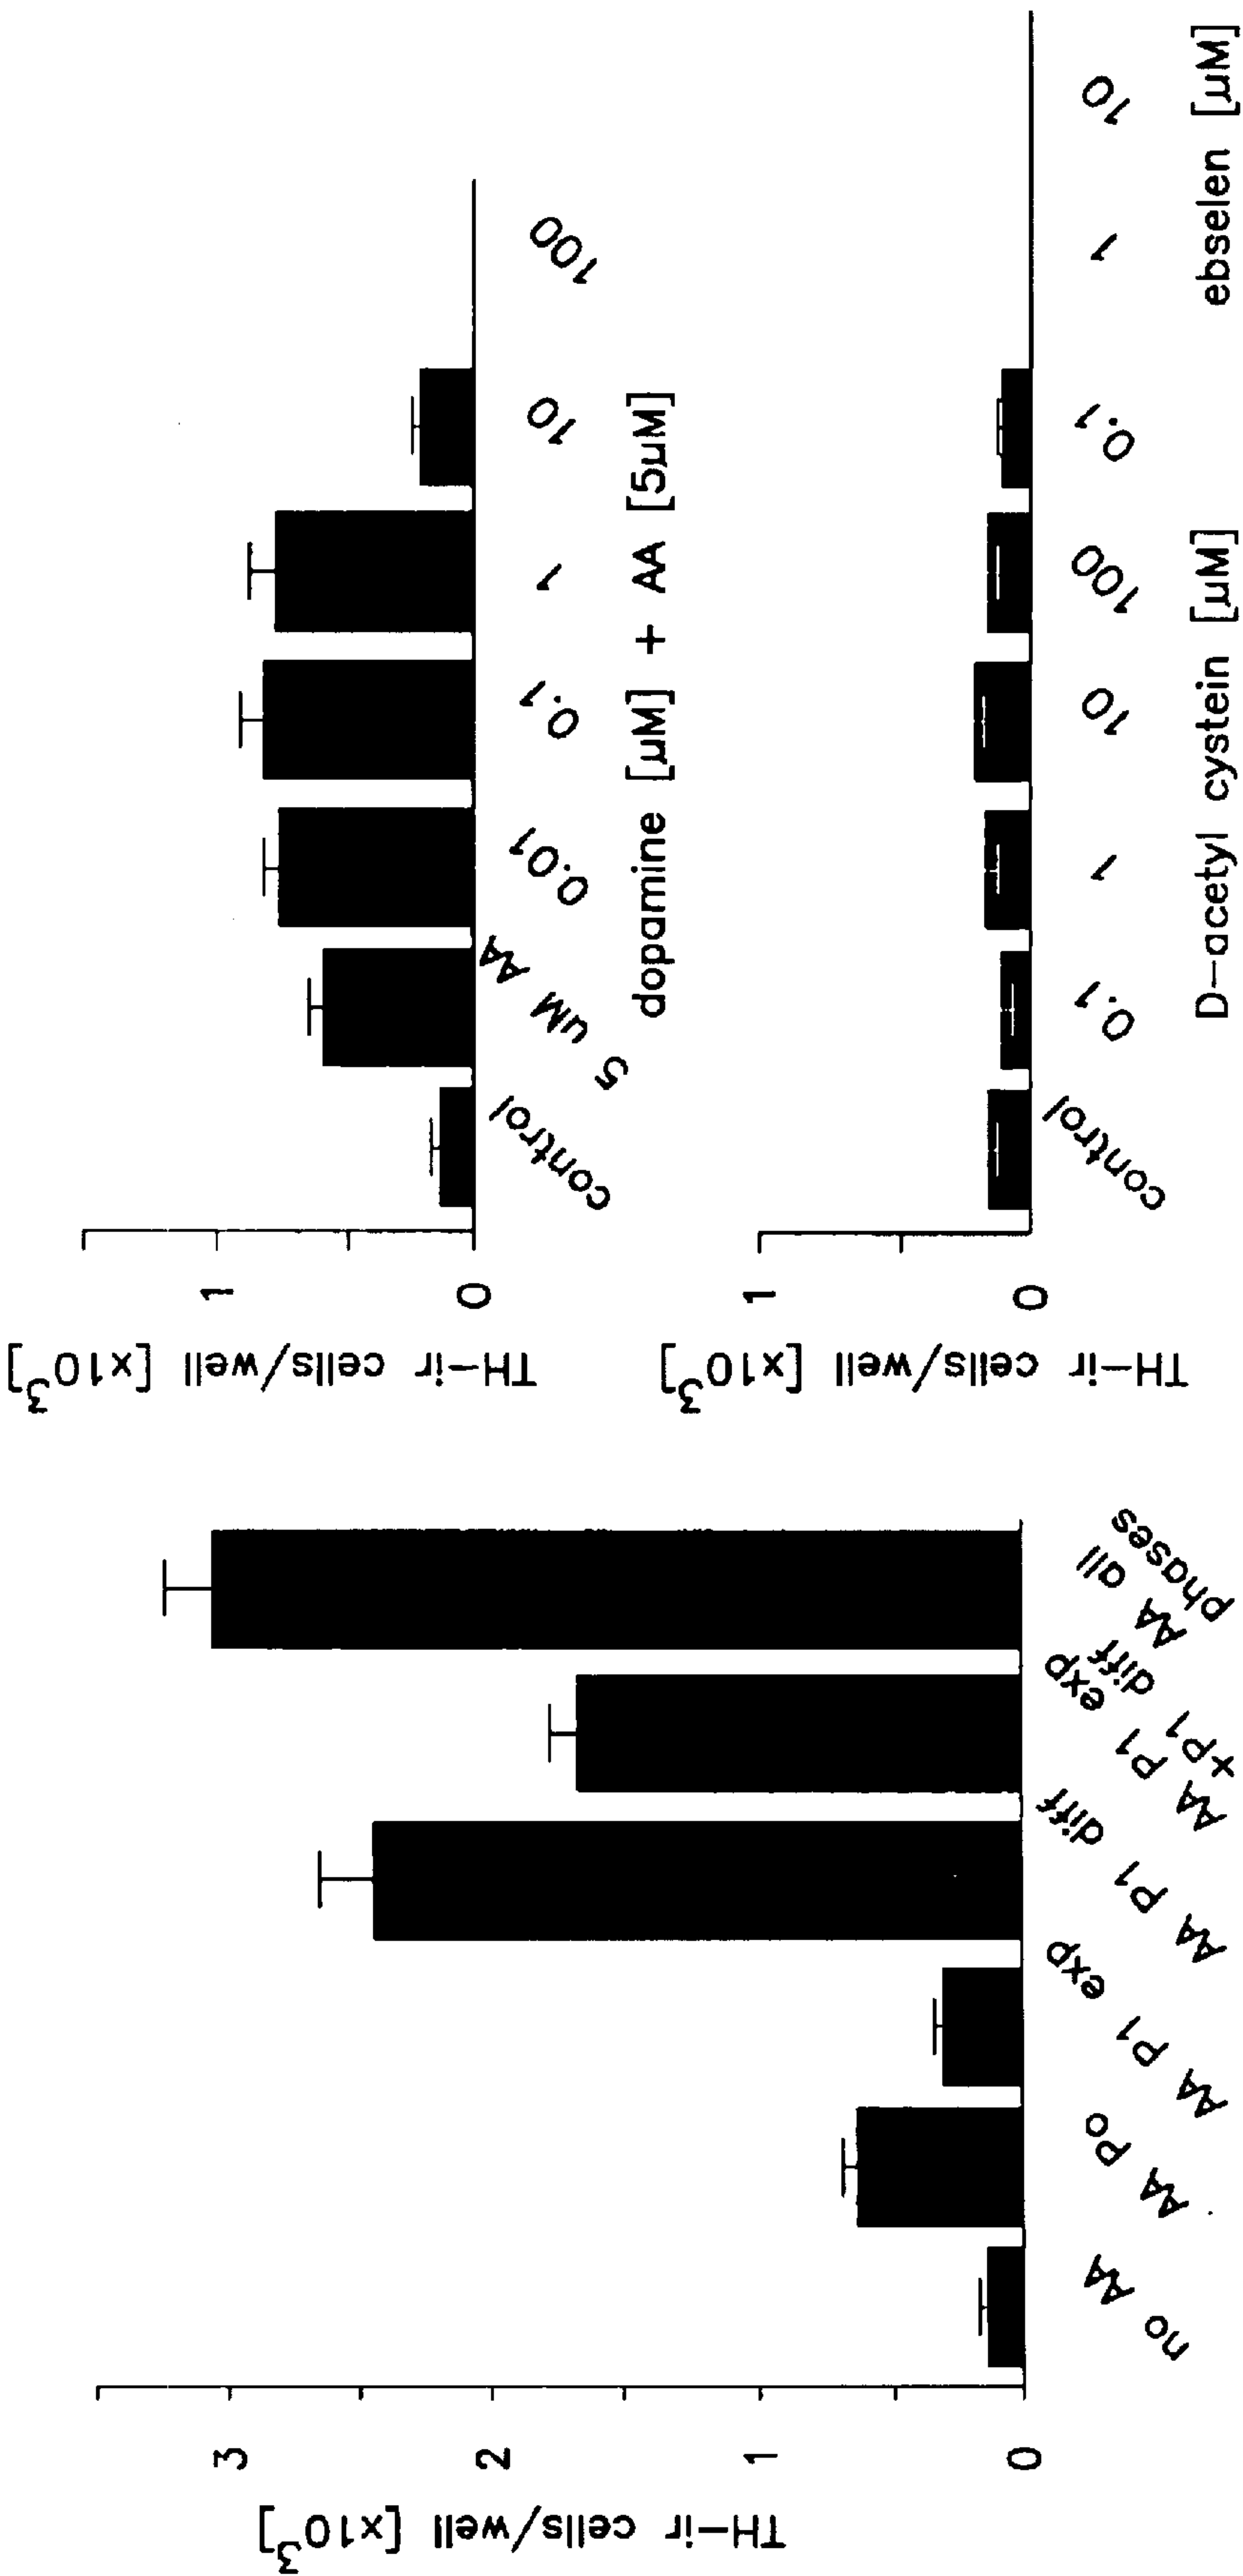 TH-ir cells/well [x10³]
3
2
1
0
no AA
AA Po
AA P1 exp
AA P1 diff
AA P1 exp
+P1 diff
AA all
phases
TH-ir cells/well [x10³]
1
0
control
5 uM AA
0.01
0.1
1
10
100
dopamine [µM] + AA [5µM]
TH-ir cells/well [x10³]
1
0
control
0.1
1
10
100
0.1
1
10
D-acetyl cystein [µM]
ebselen [µM]